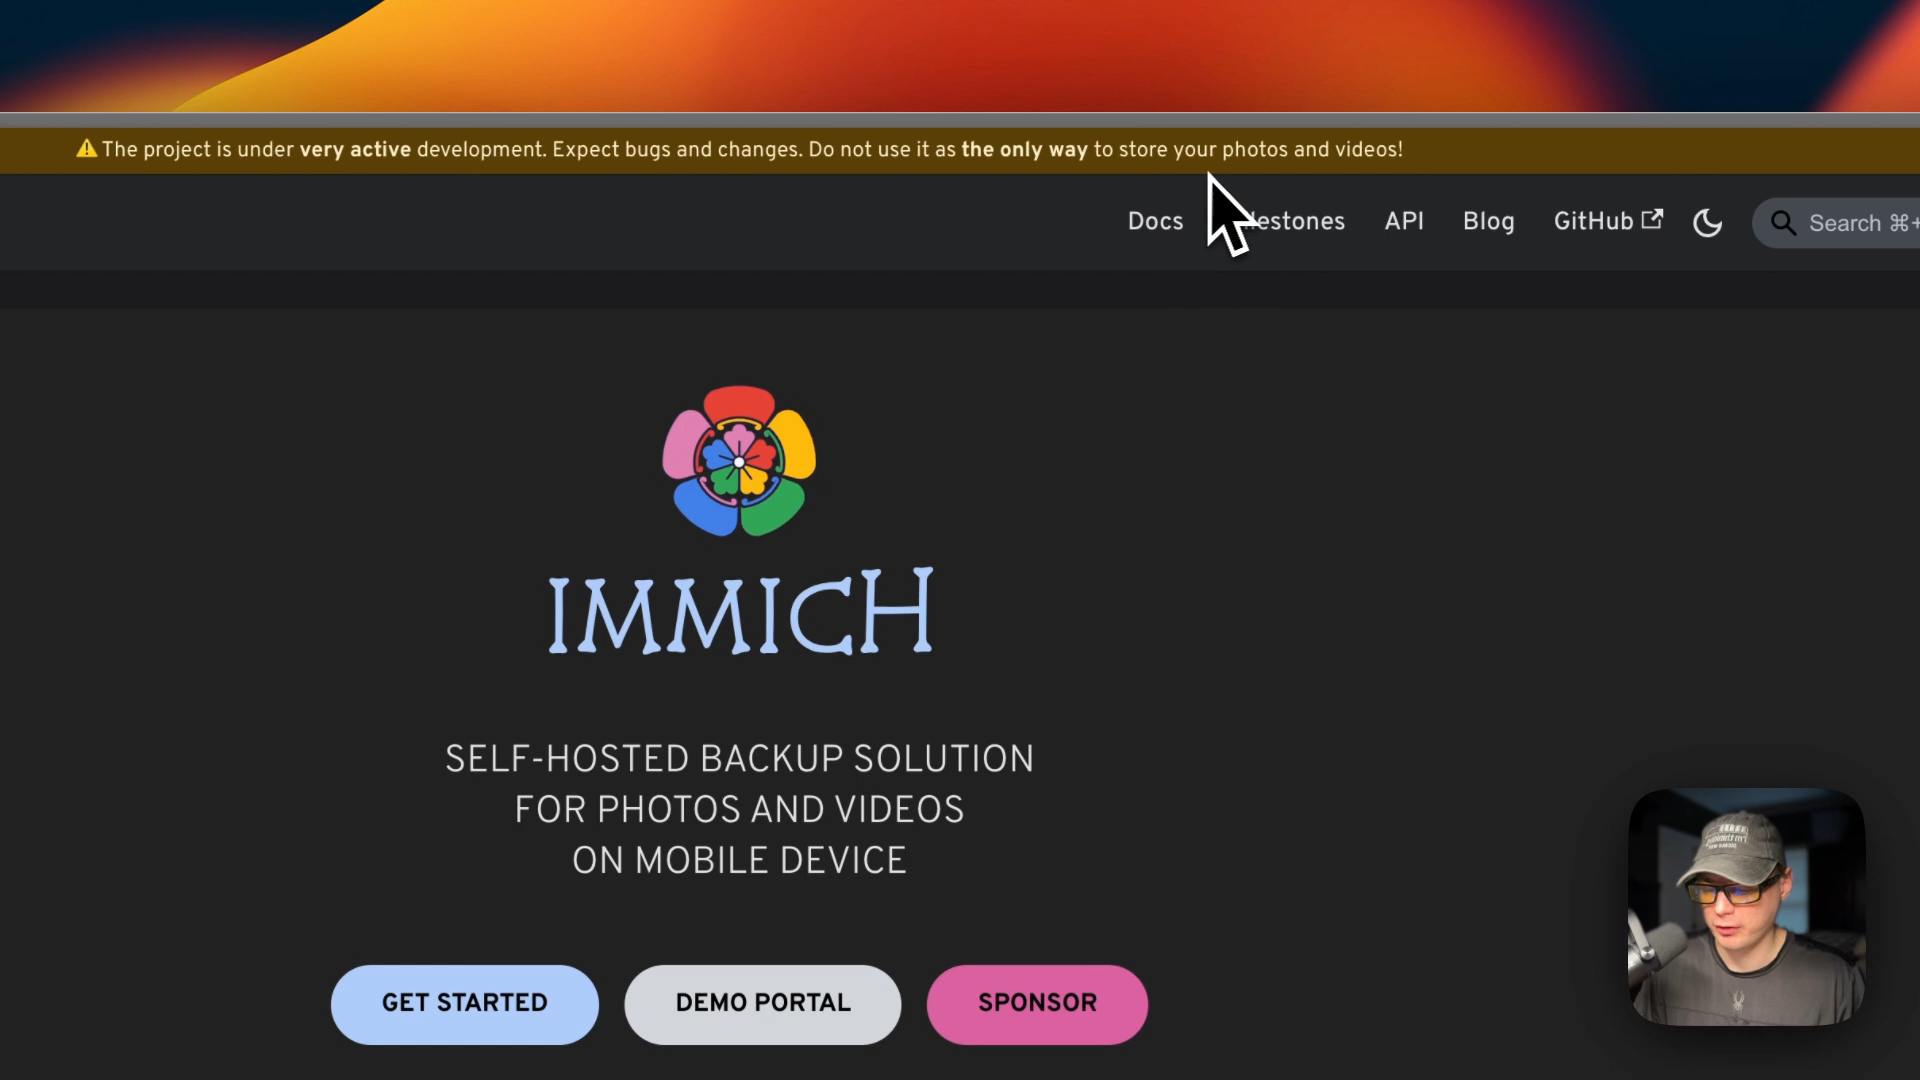 ⚠️ The project is under very active development. Expect bugs and changes. Do not use it as the only way to store your photos and videos!
Docs
API
Blog
GitHub
Search ⌘+
IMMICH
SELF-HOSTED BACKUP SOLUTION
FOR PHOTOS AND VIDEOS
ON MOBILE DEVICE
GET STARTED
DEMO PORTAL
SPONSOR